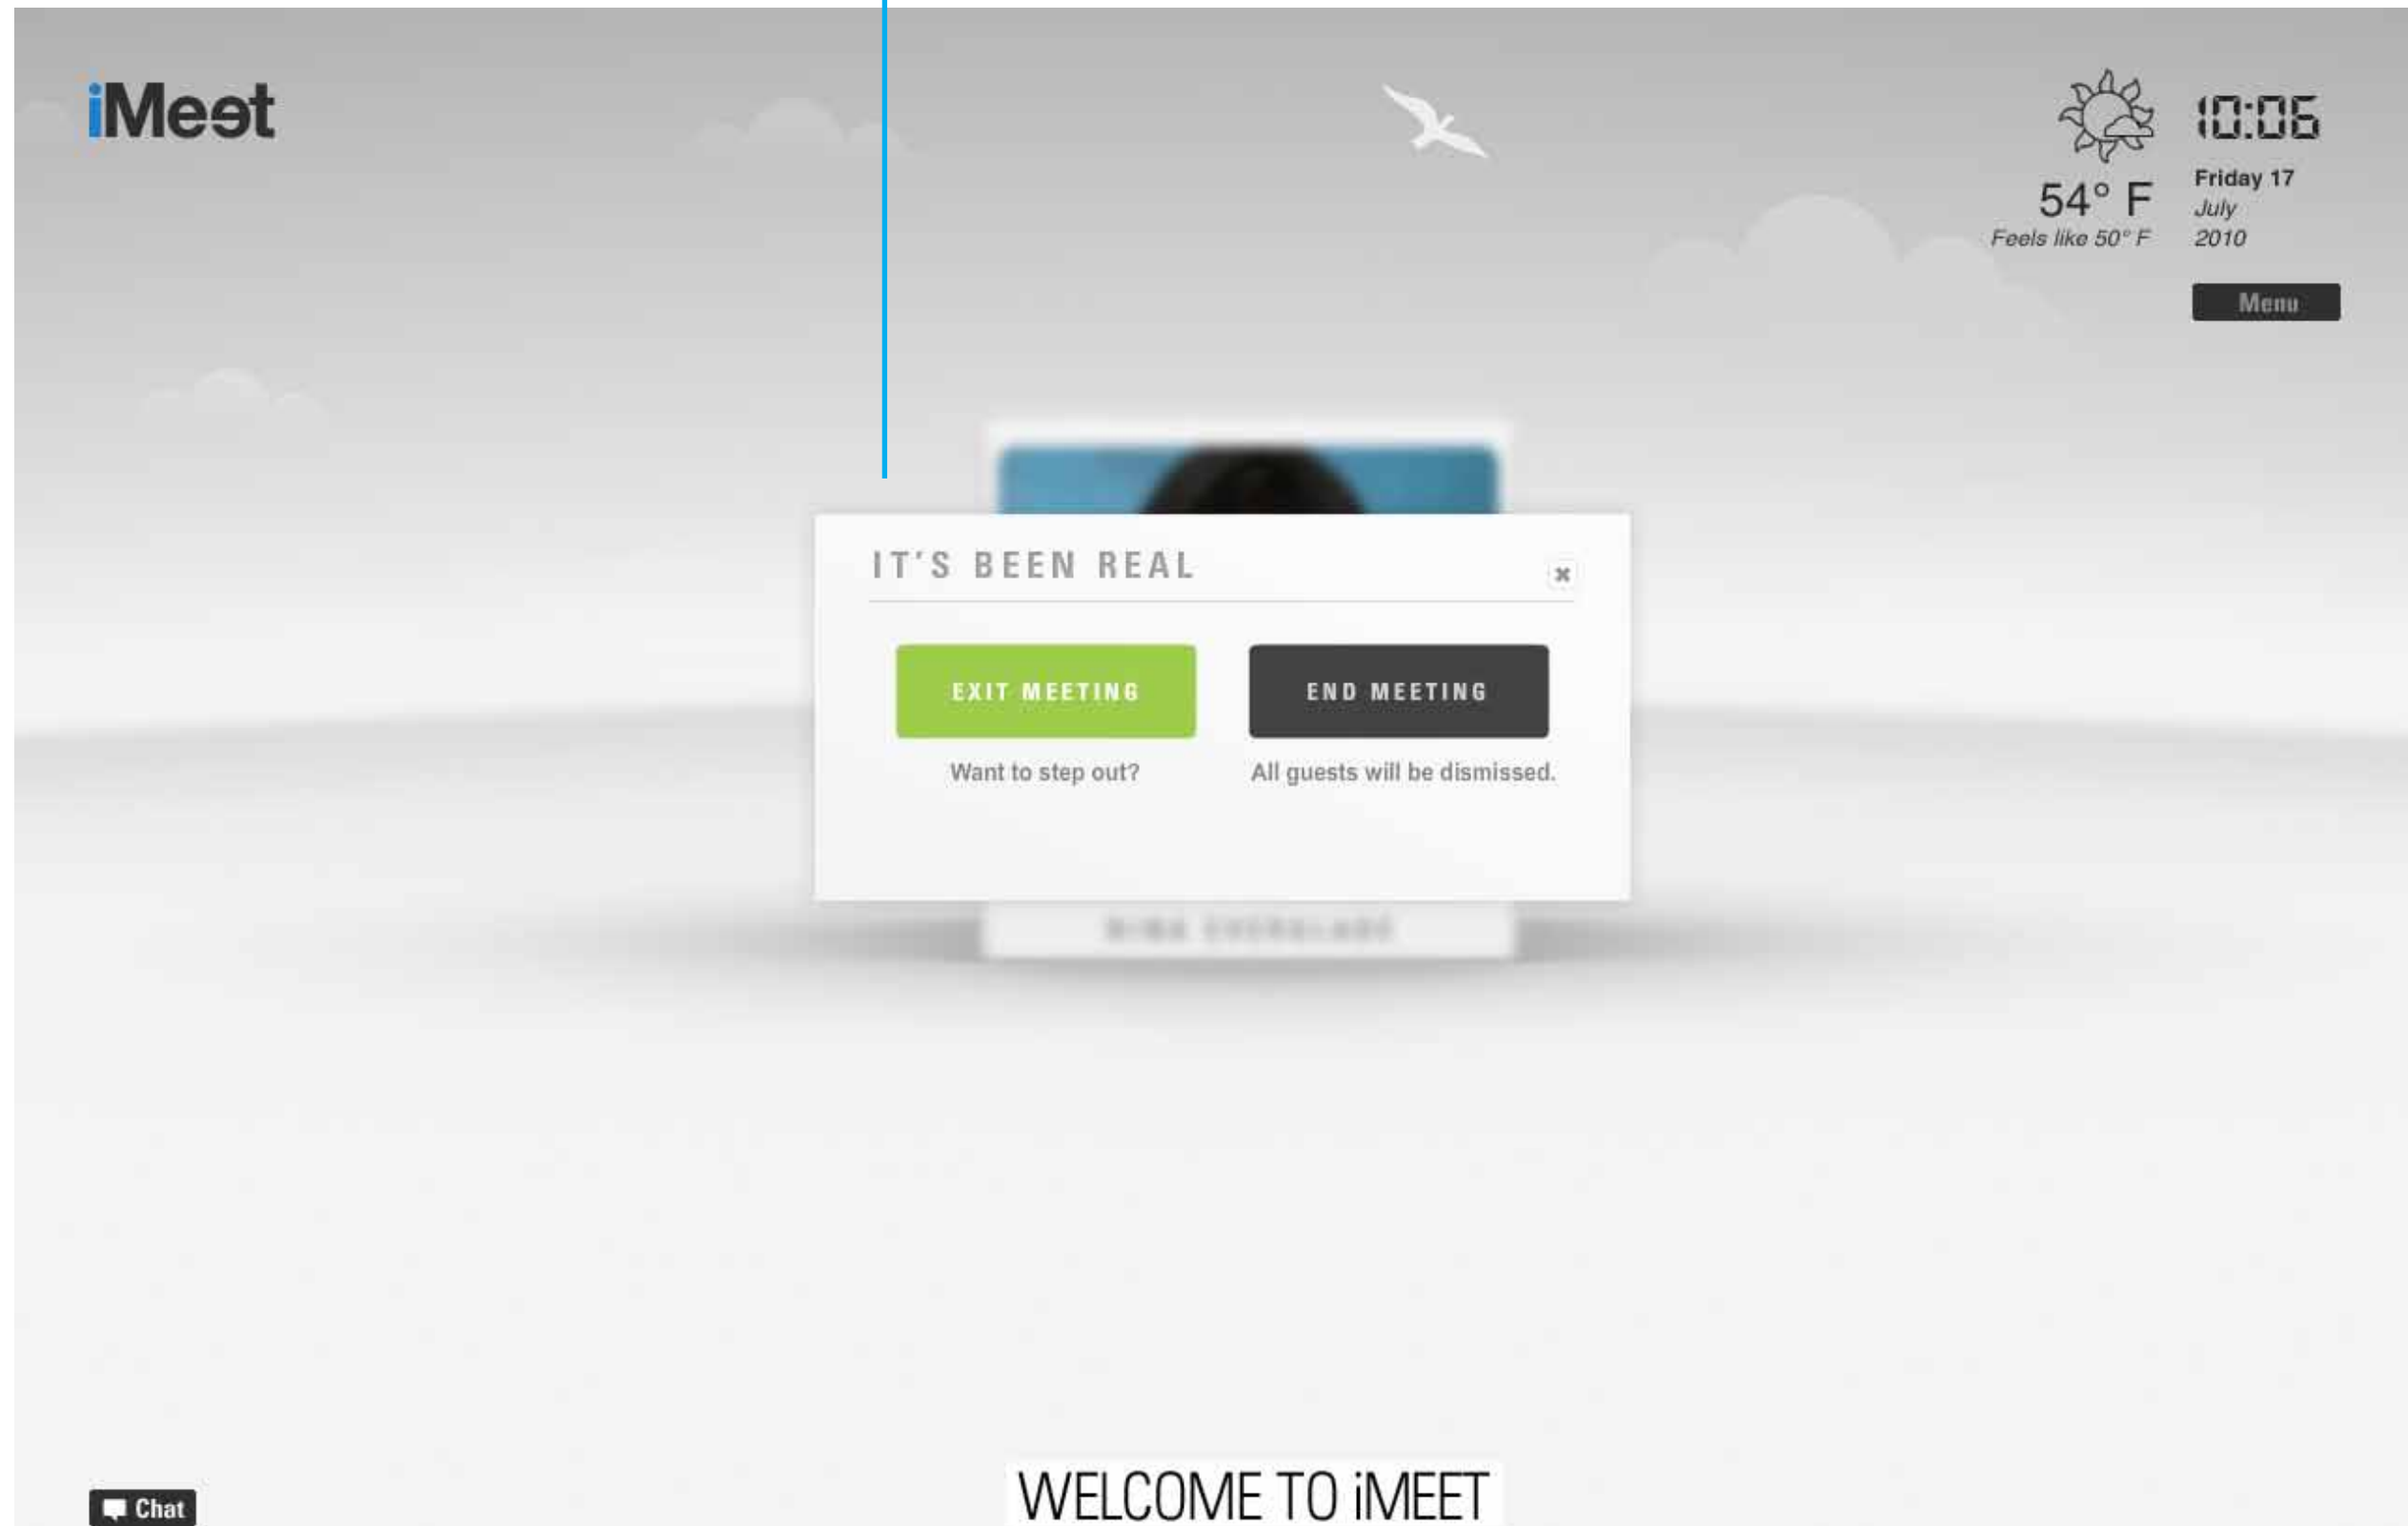 iMeet
10:06
54° F
Feels like 50° F
Friday 17
July
2010
Menu
IT'S BEEN REAL
EXIT MEETING
END MEETING
Want to step out?
All guests will be dismissed.
Chat
WELCOME TO iMEET